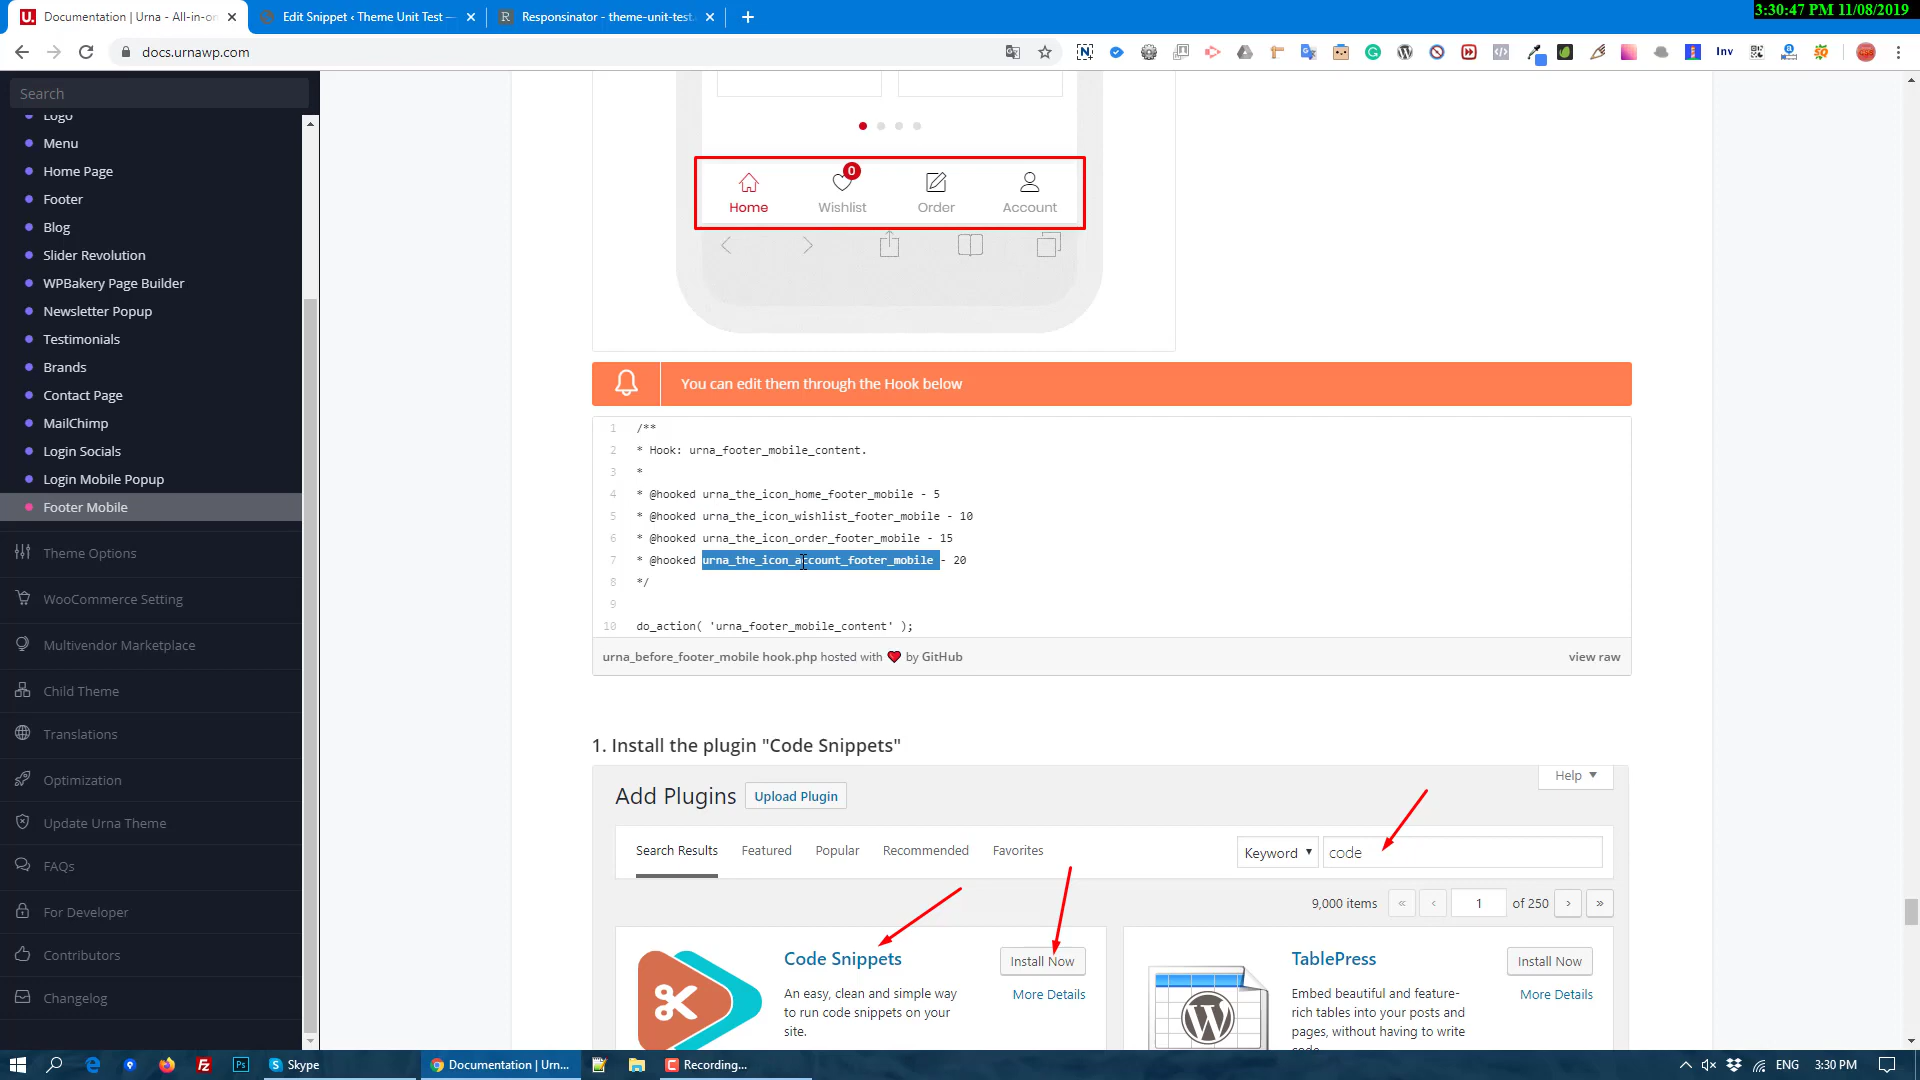 3:30:47 PM 11/08/2019
Documentation | Urna - All-in-on
Edit Snippet ‹ Theme Unit Test —
Responsinator - theme-unit-test.
docs.urnawp.com
Inv
Search
Logo
Menu
Home Page
Footer
Blog
Slider Revolution
WPBakery Page Builder
Newsletter Popup
Testimonials
Brands
Contact Page
MailChimp
Login Socials
Login Mobile Popup
Footer Mobile
Theme Options
WooCommerce Setting
Multivendor Marketplace
Child Theme
Translations
Optimization
Update Urna Theme
FAQs
For Developer
Contributors
Changelog
0
Home
Wishlist
Order
Account
You can edit them through the Hook below
1 /**
2 * Hook: urna_footer_mobile_content.
3 *
4 * @hooked urna_the_icon_home_footer_mobile - 5
5 * @hooked urna_the_icon_wishlist_footer_mobile - 10
6 * @hooked urna_the_icon_order_footer_mobile - 15
7 * @hooked urna_the_icon_account_footer_mobile - 20
8 */
9
10 do_action( 'urna_footer_mobile_content' );
urna_before_footer_mobile hook.php hosted with ❤ by GitHub
view raw
1. Install the plugin "Code Snippets"
Help ▼
Add Plugins
Upload Plugin
Search Results
Featured
Popular
Recommended
Favorites
Keyword ▼
code
9,000 items
«
‹
1
of 250
›
»
Code Snippets
Install Now
More Details
An easy, clean and simple way
to run code snippets on your
site.
TablePress
Install Now
More Details
Embed beautiful and feature-
rich tables into your posts and
pages, without having to write
Skype
Documentation | Urn...
Recording...
ENG
3:30 PM